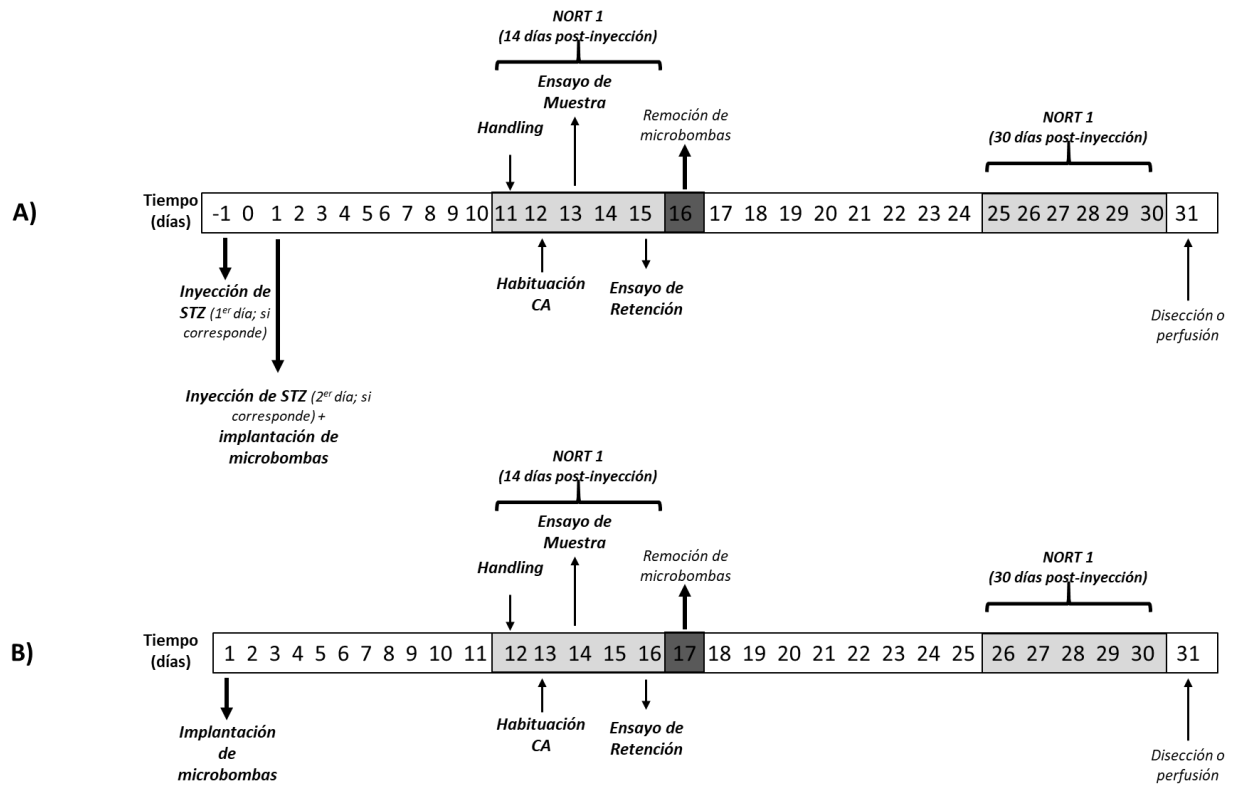 NORT 1
(14 días post-inyección)
Ensayo de
Muestra
Handling
Remoción de
microbombas
NORT 1
(30 días post-inyección)
A)
Tiempo
(días)
-1 0 1 2 3 4 5 6 7 8 9 10 11 12 13 14 15 16 17 18 19 20 21 22 23 24 25 26 27 28 29 30 31
Inyección de
STZ (1er día; si
corresponde)
Habituación
CA
Ensayo de
Retención
Disección o
perfusión
Inyección de STZ (2er día; si
corresponde) +
implantación de
microbombas
NORT 1
(14 días post-inyección)
Ensayo de
Muestra
Handling
Remoción de
microbombas
NORT 1
(30 días post-inyección)
B)
Tiempo
(días)
1 2 3 4 5 6 7 8 9 10 11 12 13 14 15 16 17 18 19 20 21 22 23 24 25 26 27 28 29 30 31
Implantación
de
microbombas
Habituación
CA
Ensayo de
Retención
Disección o
perfusión